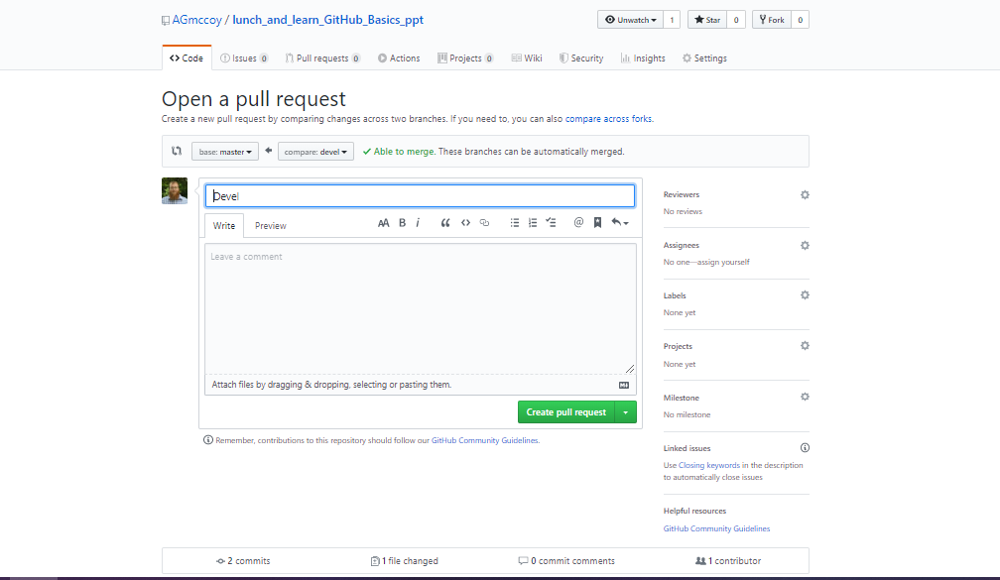 AGmccoy / lunch_and_learn_GitHub_Basics_ppt
Unwatch 1 Star 0 Fork 0
Code Issues 0 Pull requests 0 Actions Projects 0 Wiki Security Insights Settings
Open a pull request
Create a new pull request by comparing changes across two branches. If you need to, you can also compare across forks.
base: master compare: devel Able to merge. These branches can be automatically merged.
Devel
Write Preview
AA B i
Leave a comment
Attach files by dragging & dropping, selecting or pasting them.
Create pull request
Remember, contributions to this repository should follow our GitHub Community Guidelines.
Reviewers
No reviews
Assignees
No one—assign yourself
Labels
None yet
Projects
None yet
Milestone
No milestone
Linked issues
Use Closing keywords in the description
to automatically close issues
Helpful resources
GitHub Community Guidelines
2 commits 1 file changed 0 commit comments 1 contributor